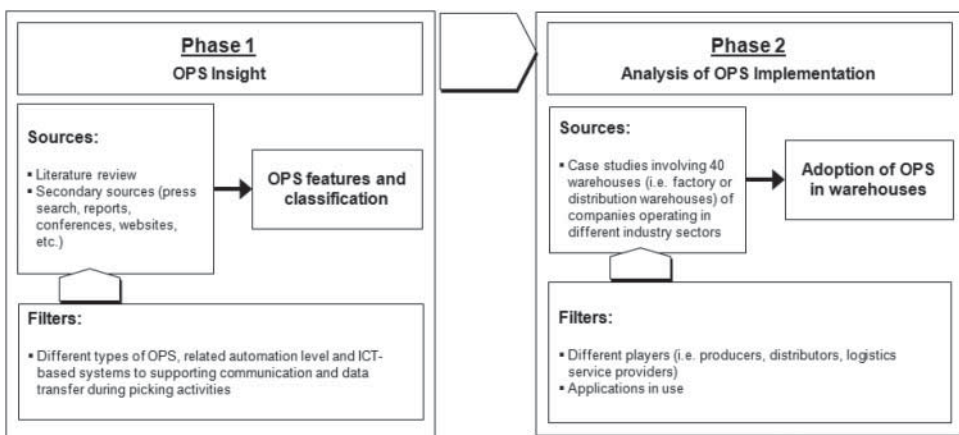 Phase 1
OPS Insight
Sources:
▪ Literature review
▪ Secondary sources (press
search, reports,
conferences, websites,
etc.)
OPS features and
classification
Filters:
▪ Different types of OPS, related automation level and ICT-
based systems to supporting communication and data
transfer during picking activities
Phase 2
Analysis of OPS Implementation
Sources:
▪ Case studies involving 40
warehouses (i.e. factory or
distribution warehouses) of
companies operating in
different industry sectors
Adoption of OPS
in warehouses
Filters:
▪ Different players (i.e. producers, distributors, logistics
service providers)
▪ Applications in use